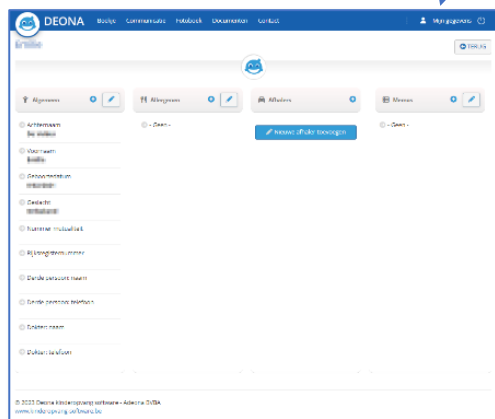 DEONA Boekje Communicatie Fotoboek Documenten Contact Mijn gegevens
TERUG
Algemeen Allergieën Afhalers Menus
Achternaam - Geen - Nieuwe afhaler toevoegen - Geen -
Voornaam
Geboortedatum
Geslacht
Nummer mutualiteit
Rijksregisternummer
Derde persoon: naam
Derde persoon: telefoon
Dokter: naam
Dokter: telefoon
© 2023 Deona kinderopvang software - Adeona BVBA
www.kinderopvang-software.be